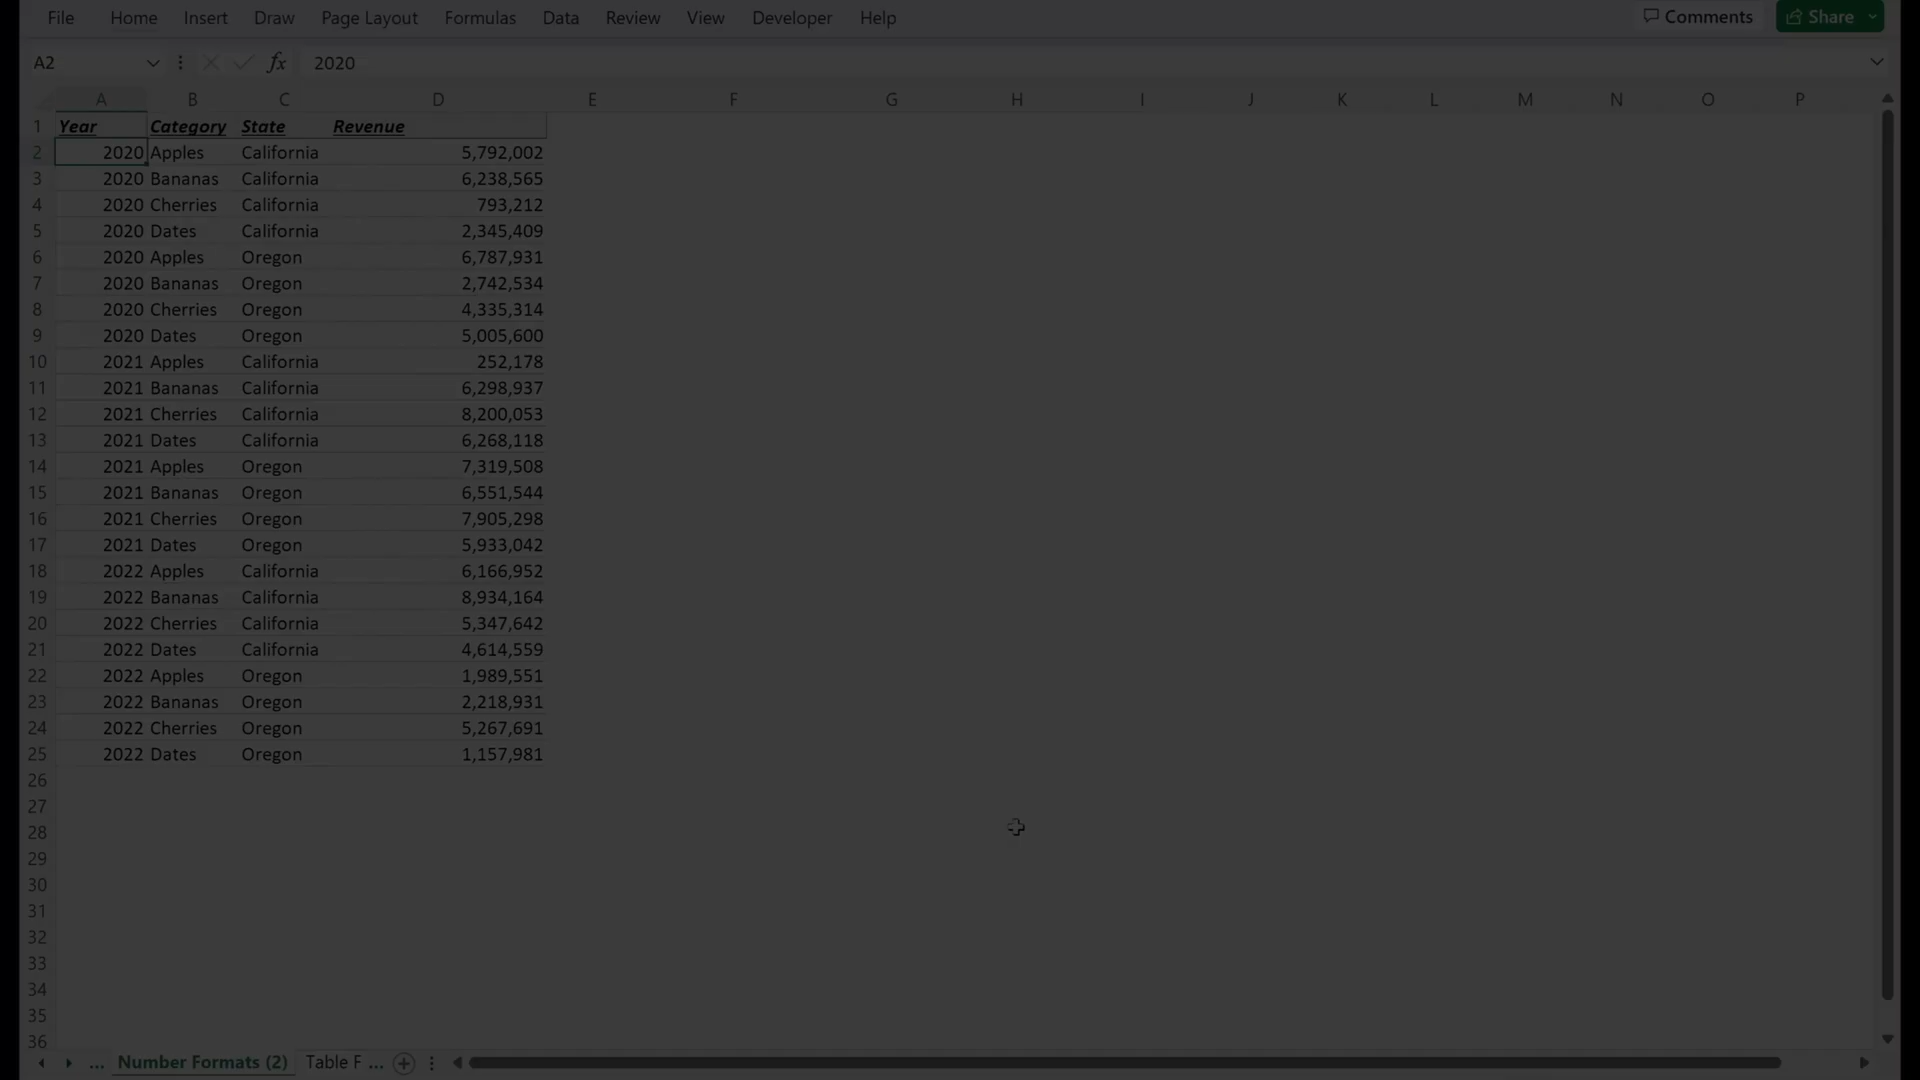 File Home Insert Draw Page Layout Formulas Data Review View Developer Help Comments Share
A2 fx 2020
A B C D E F G H I J K L M N O P
1 Year Category State Revenue
2 2020 Apples California 5,792,002
3 2020 Bananas California 6,238,565
4 2020 Cherries California 793,212
5 2020 Dates California 2,345,409
6 2020 Apples Oregon 6,787,931
7 2020 Bananas Oregon 2,742,534
8 2020 Cherries Oregon 4,335,314
9 2020 Dates Oregon 5,005,600
10 2021 Apples California 252,178
11 2021 Bananas California 6,298,937
12 2021 Cherries California 8,200,053
13 2021 Dates California 6,268,118
14 2021 Apples Oregon 7,319,508
15 2021 Bananas Oregon 6,551,544
16 2021 Cherries Oregon 7,905,298
17 2021 Dates Oregon 5,933,042
18 2022 Apples California 6,166,952
19 2022 Bananas California 8,934,164
20 2022 Cherries California 5,347,642
21 2022 Dates California 4,614,559
22 2022 Apples Oregon 1,989,551
23 2022 Bananas Oregon 2,218,931
24 2022 Cherries Oregon 5,267,691
25 2022 Dates Oregon 1,157,981
26
27
28
29
30
31
32
33
34
35
36
... Number Formats (2) Table F ...